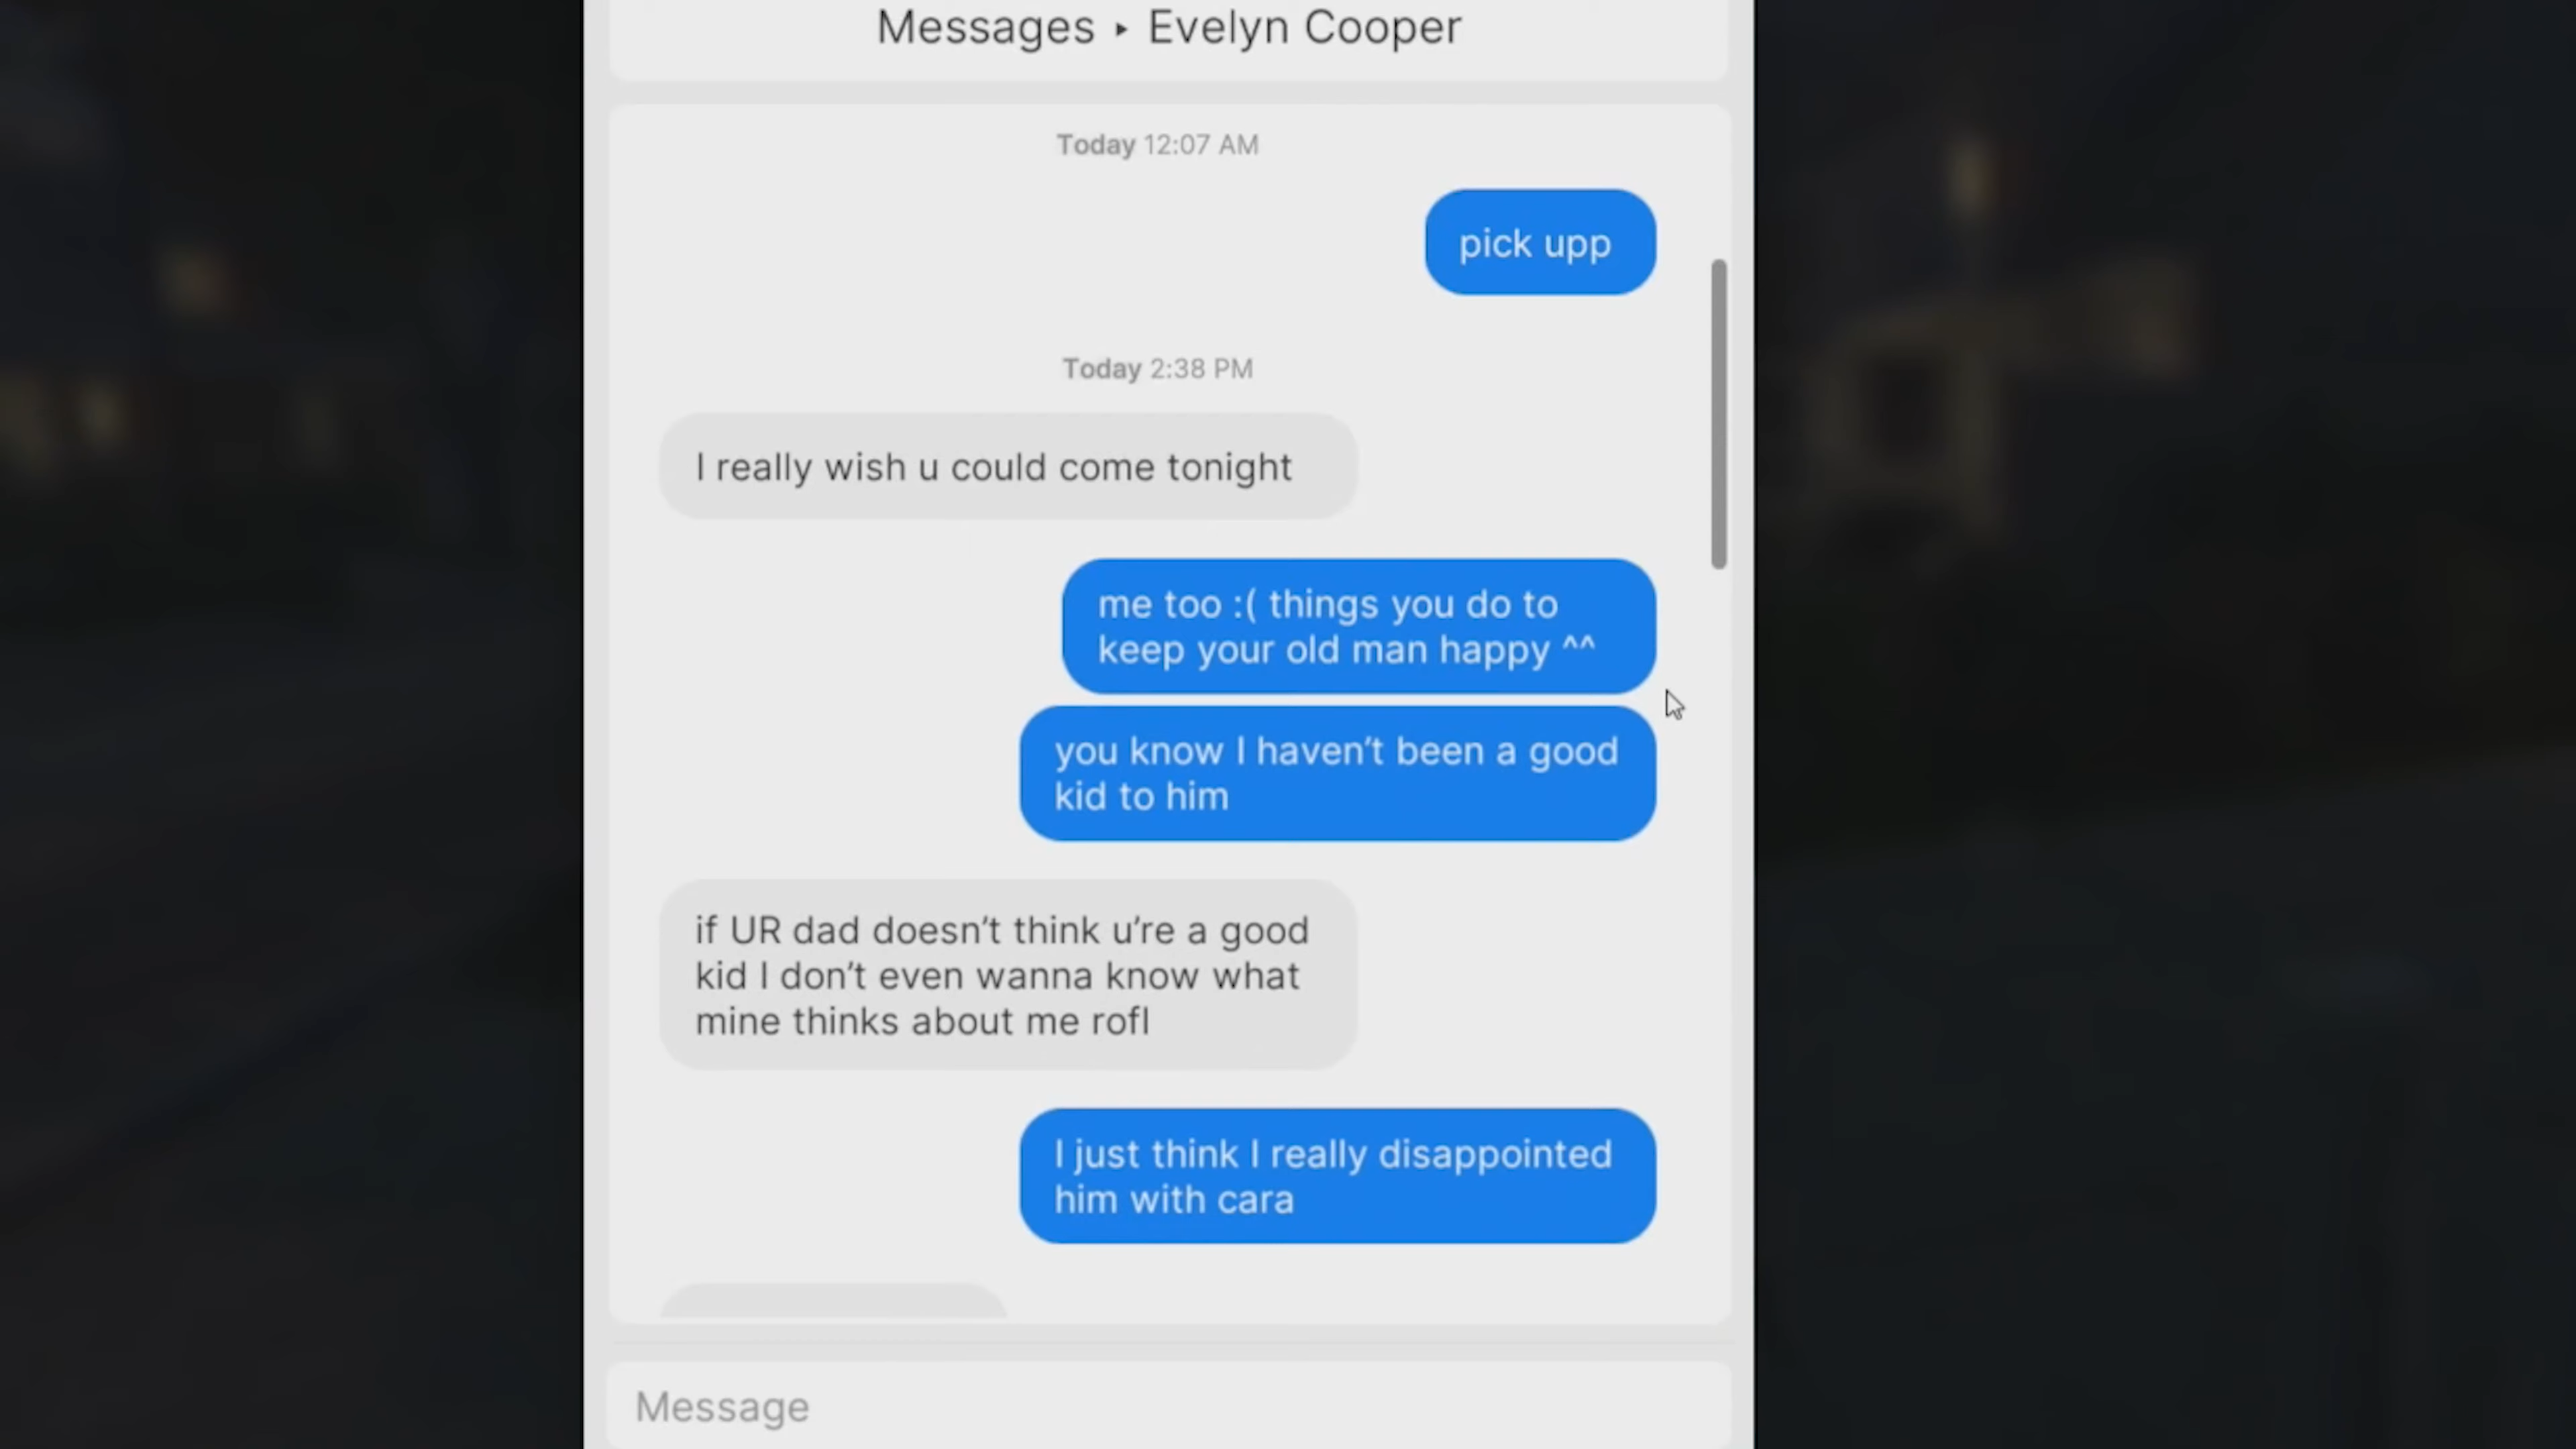 Messages ▸ Evelyn Cooper
Today 12:07 AM
pick upp
Today 2:38 PM
I really wish u could come tonight
me too :( things you do to
keep your old man happy ^^
you know I haven’t been a good
kid to him
if UR dad doesn’t think u’re a good
kid I don’t even wanna know what
mine thinks about me rofl
I just think I really disappointed
him with cara
Message